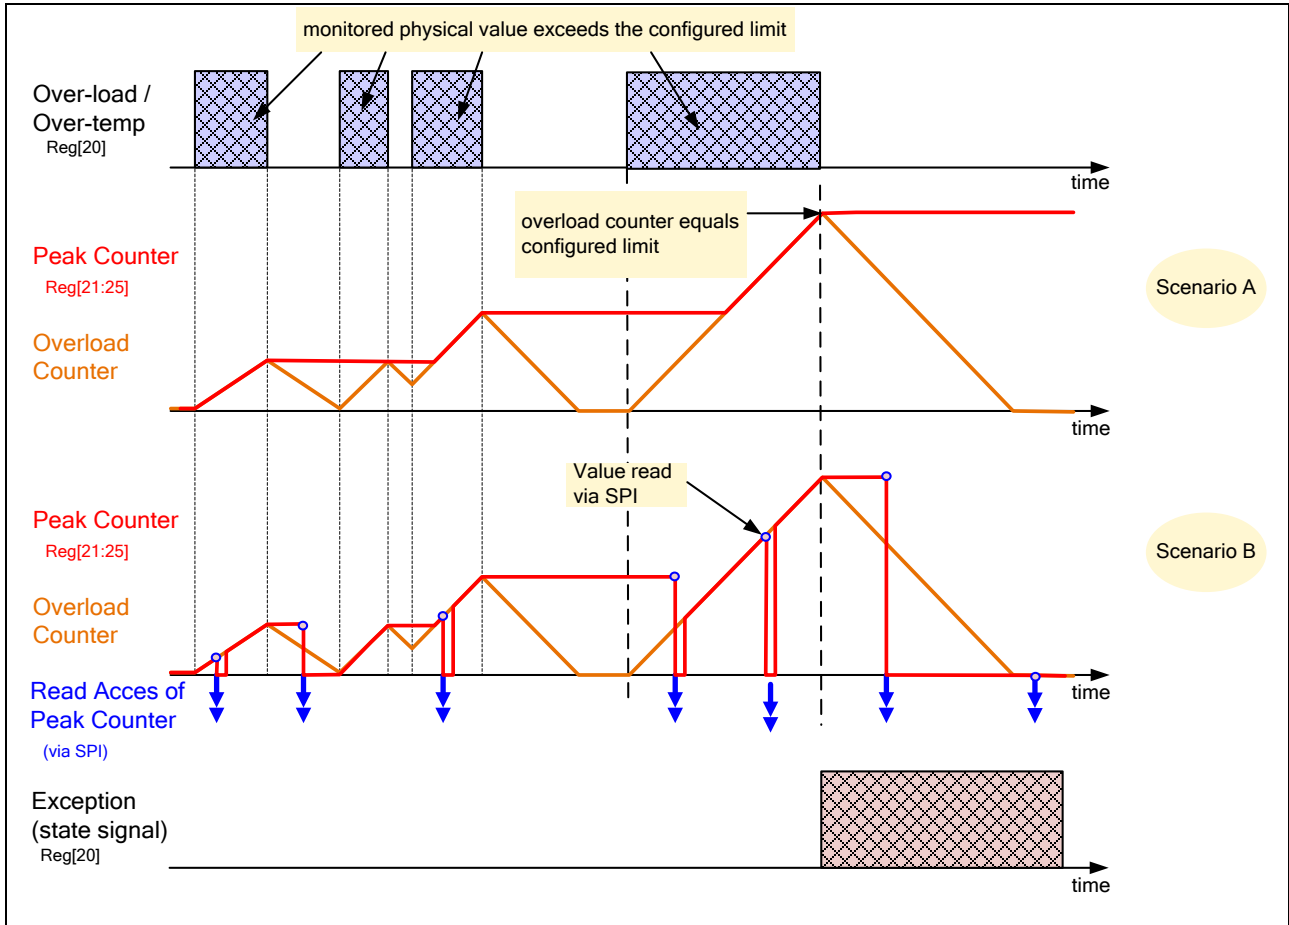 monitored physical value exceeds the configured limit
Over-load /
Over-temp
Reg[20]
time
overload counter equals
configured limit
Peak Counter
Reg[21:25]
Scenario A
Overload
Counter
time
Value read
via SPI
Peak Counter
Reg[21:25]
Scenario B
Overload
Counter
time
Read Acces of
Peak Counter
(via SPI)
Exception
(state signal)
Reg[20]
time